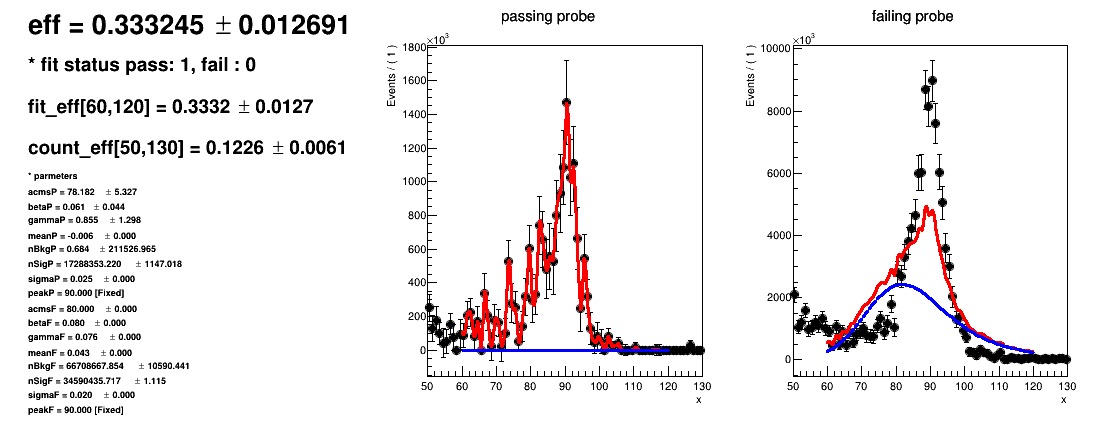 eff = 0.333245 ± 0.012691
* fit status pass: 1, fail : 0
fit_eff[60,120] = 0.3332 ± 0.0127
count_eff[50,130] = 0.1226 ± 0.0061
* parmeters
acmsP = 78.182 ± 5.327
betaP = 0.061 ± 0.044
gammaP = 0.855 ± 1.298
meanP = -0.006 ± 0.000
nBkgP = 0.684 ± 211526.965
nSigP = 17288353.220 ± 1147.018
sigmaP = 0.025 ± 0.000
peakP = 90.000 [Fixed]
acmsF = 80.000 ± 0.000
betaF = 0.080 ± 0.000
gammaF = 0.076 ± 0.000
meanF = 0.043 ± 0.000
nBkgF = 66708667.854 ± 10590.441
nSigF = 34590435.717 ± 1.115
sigmaF = 0.020 ± 0.000
peakF = 90.000 [Fixed]
passing probe
×10³
Events / ( 1 )
1800
1600
1400
1200
1000
800
600
400
200
0
50 60 70 80 90 100 110 120 130
x
failing probe
×10³
Events / ( 1 )
10000
8000
6000
4000
2000
0
50 60 70 80 90 100 110 120 130
x